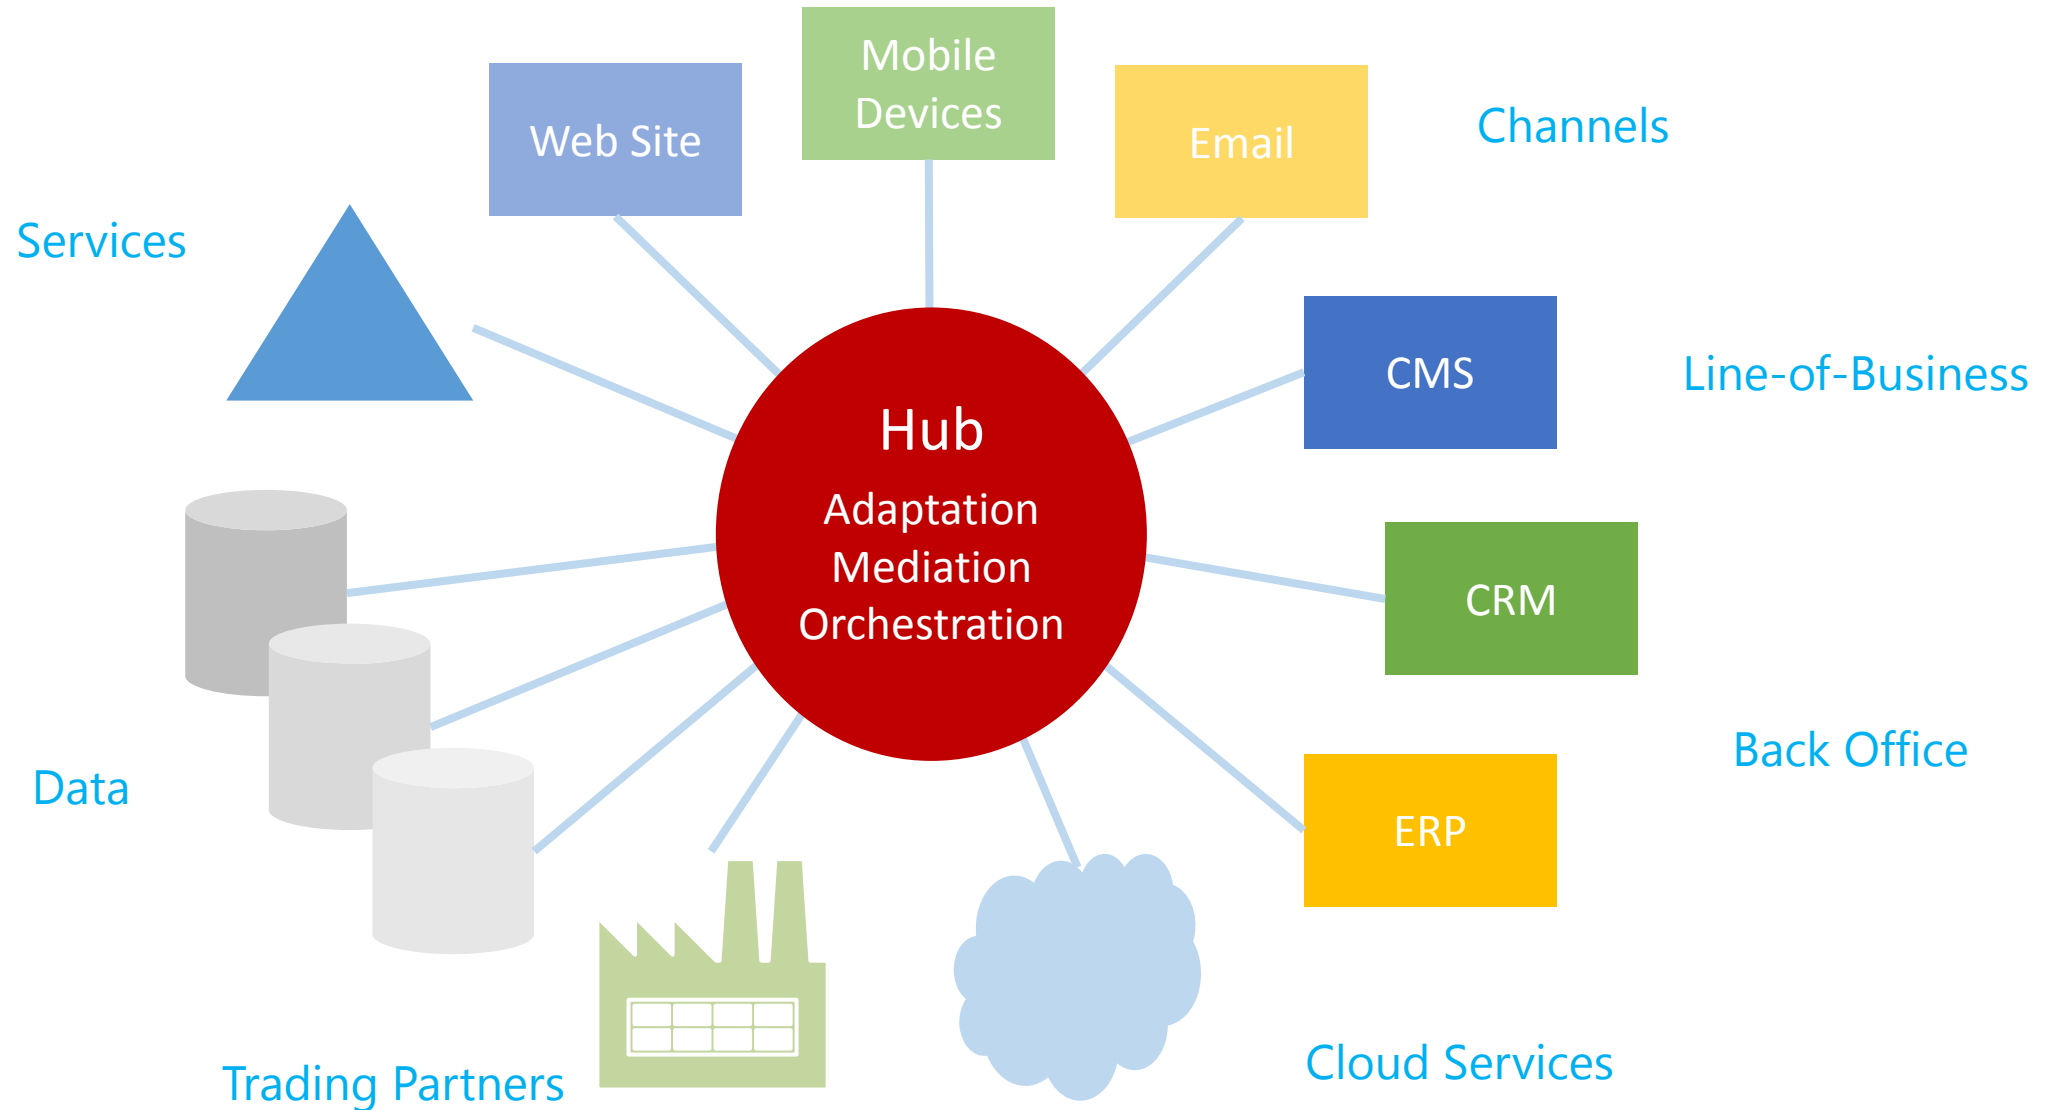 Mobile
Devices
Web Site
Email
Channels
Services
CMS
Line-of-Business
Hub
Adaptation
Mediation
Orchestration
CRM
Back Office
Data
ERP
Trading Partners
Cloud Services